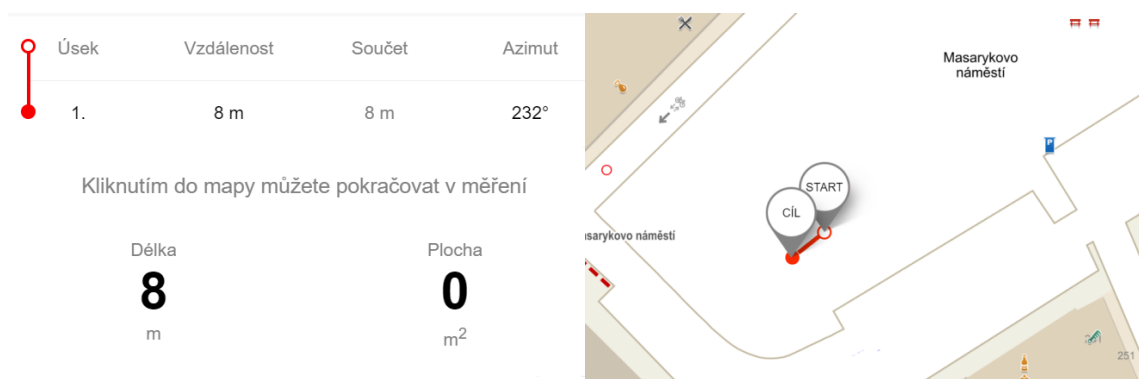 Úsek Vzdálenost Součet Azimut
1. 8 m 8 m 232°
Kliknutím do mapy můžete pokračovat v měření
Délka Plocha
8 0
m m²
Masarykovo
náměstí
P
START
CÍL
asarykovo náměstí
251